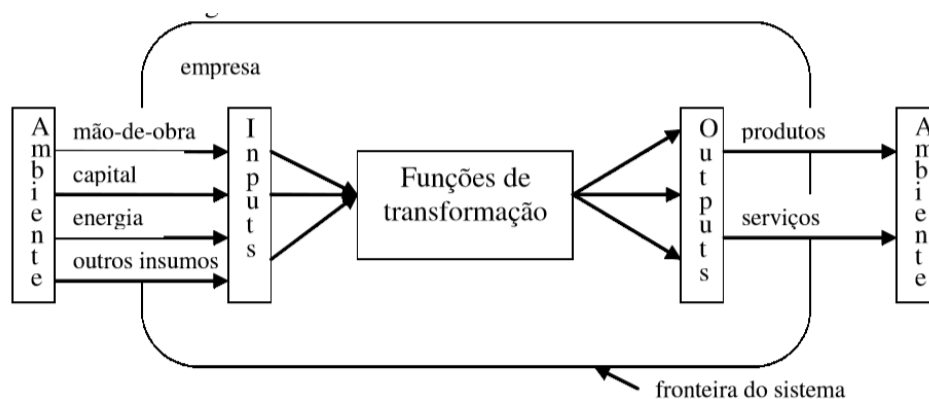 empresa
Ambiente
mão-de-obra
capital
energia
outros insumos
Inputs
Funções de
transformação
Outputs
produtos
serviços
Ambiente
fronteira do sistema